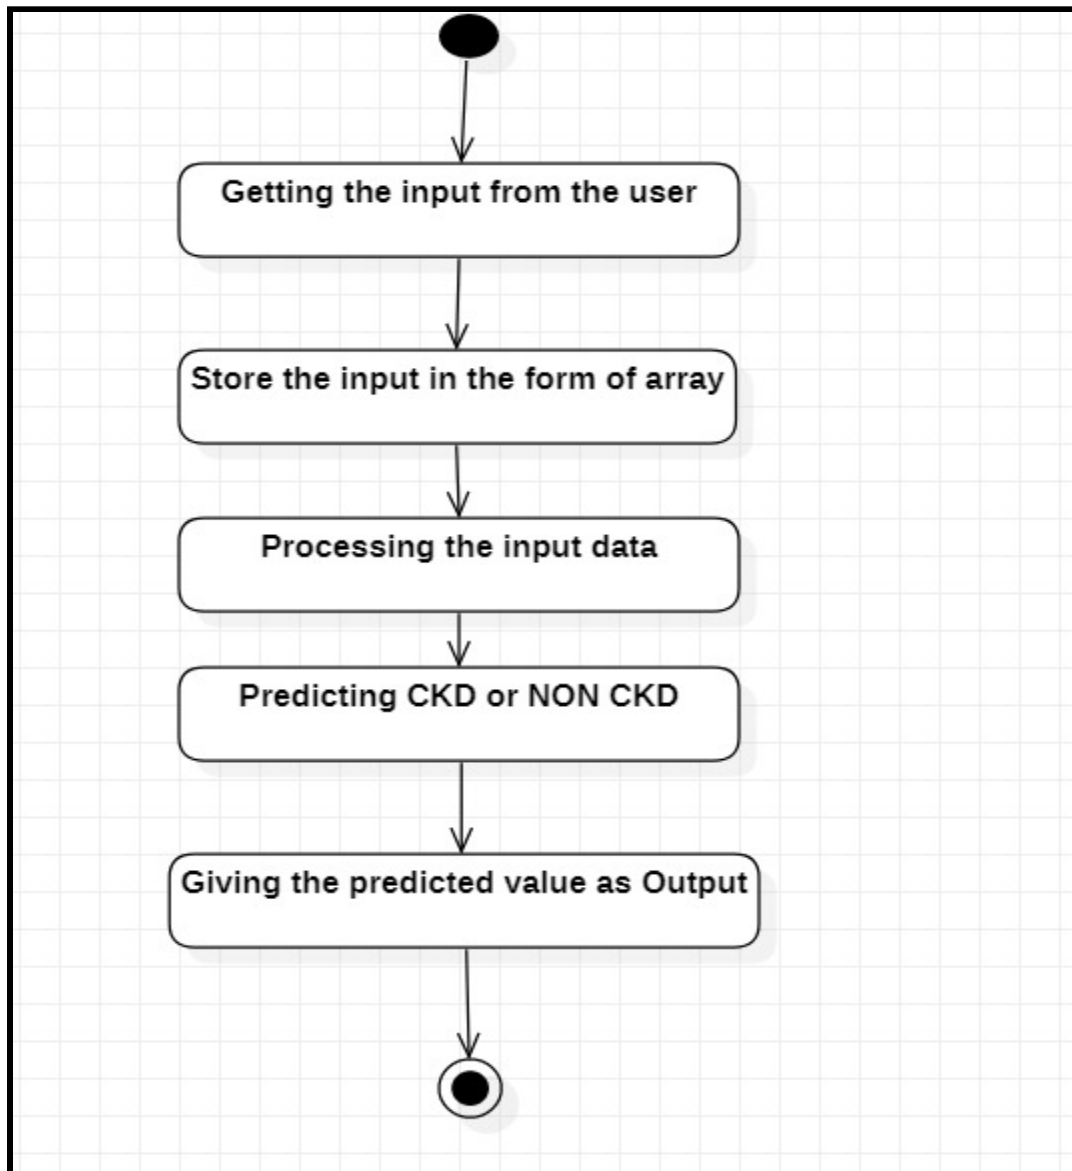 Getting the input from the user
Store the input in the form of array
Processing the input data
Predicting CKD or NON CKD
Giving the predicted value as Output